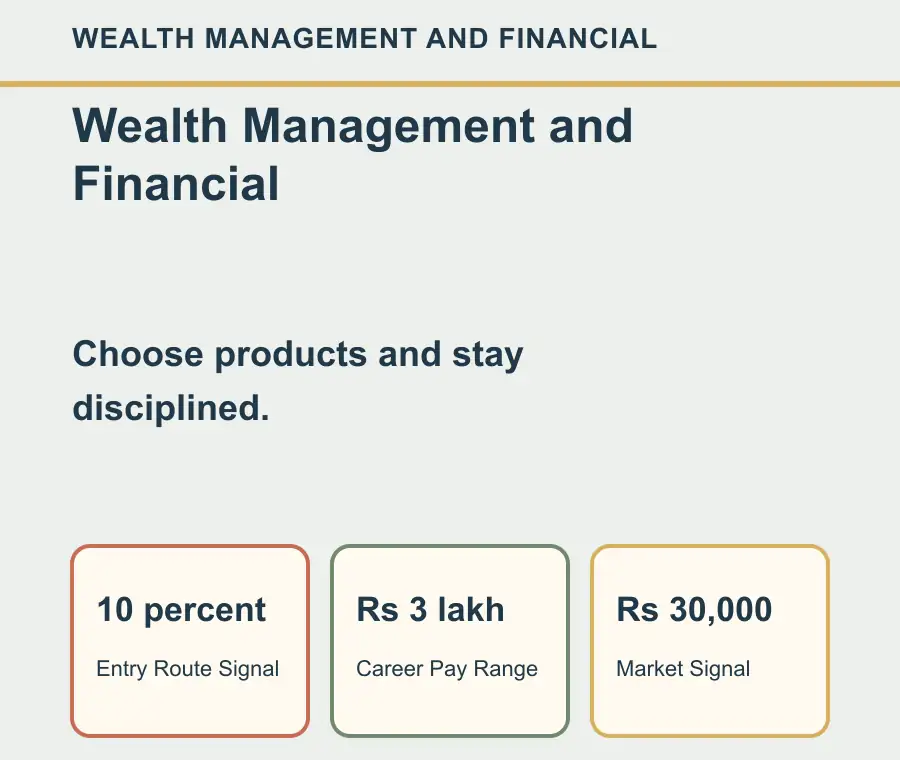 WEALTH MANAGEMENT AND FINANCIAL
Wealth Management and
Financial
Choose products and stay
disciplined.
10 percent
Entry Route Signal
Rs 3 lakh
Career Pay Range
Rs 30,000
Market Signal